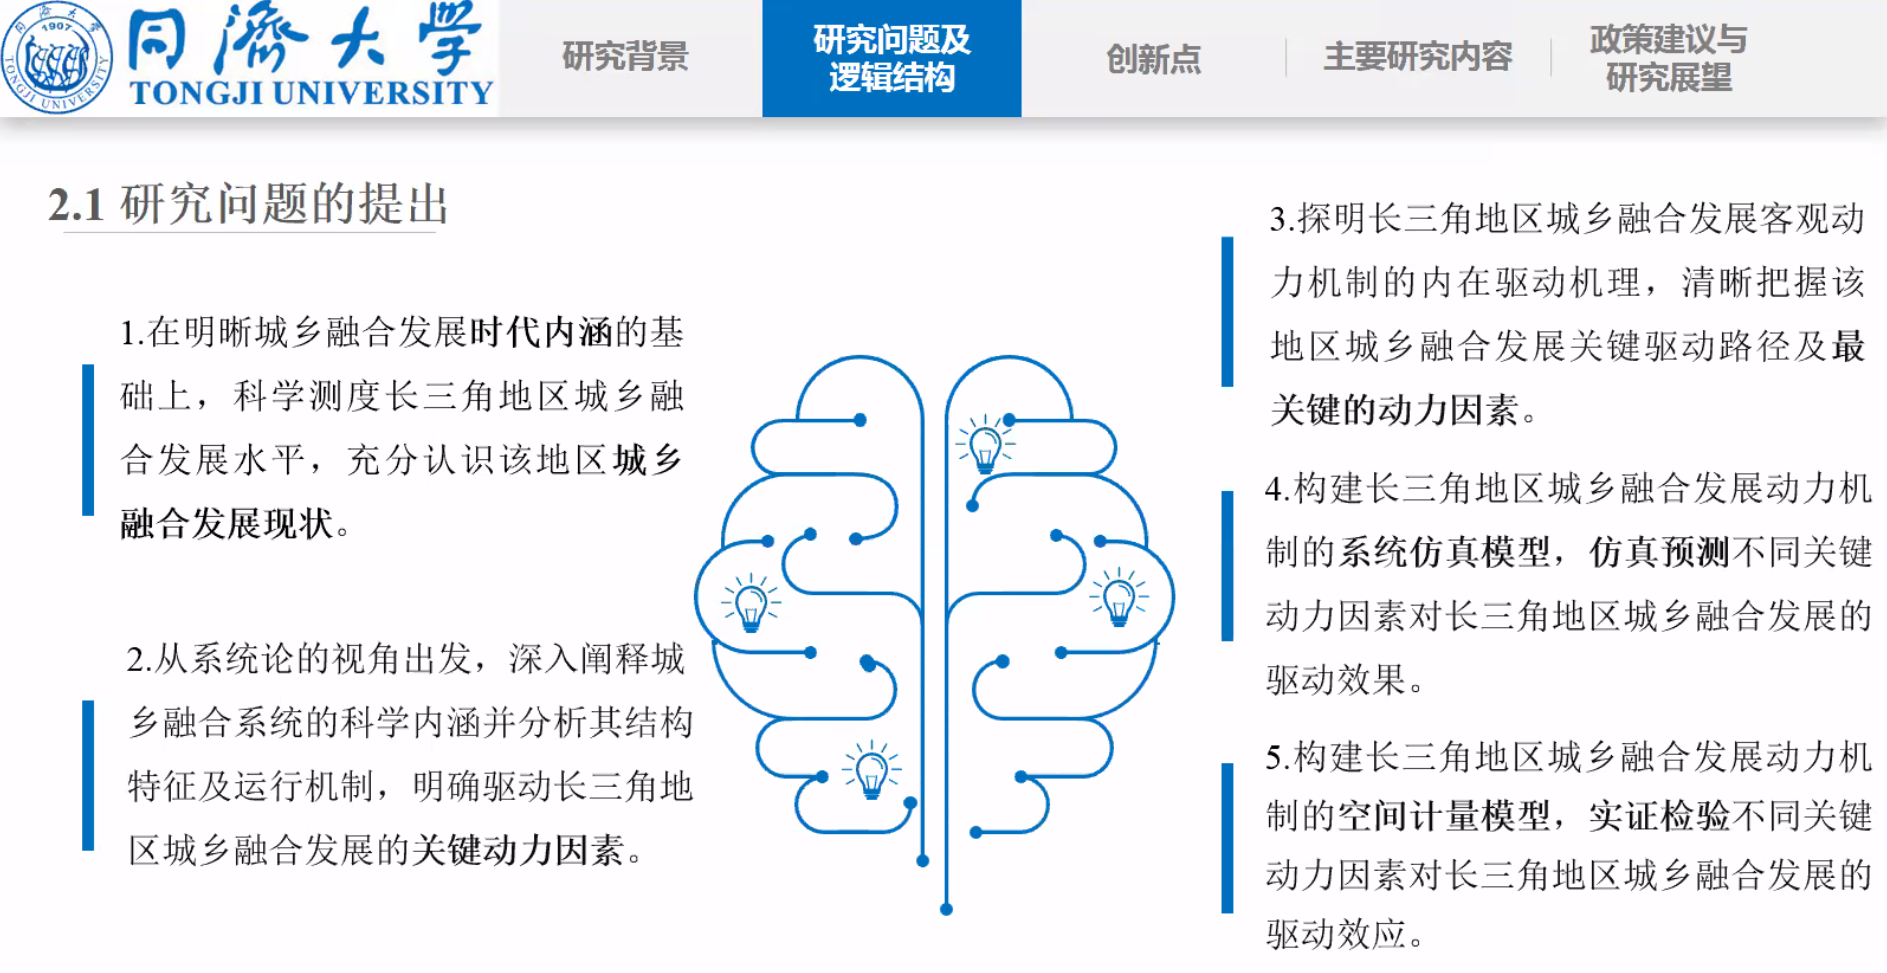 同濟大学
TONGJI UNIVERSITY
1907
TONGJI UNIVERSITY
研究背景
研究问题及
逻辑结构
创新点
主要研究内容
政策建议与
研究展望
2.1 研究问题的提出
1.在明晰城乡融合发展时代内涵的基
础上，科学测度长三角地区城乡融
合发展水平，充分认识该地区城乡
融合发展现状。
2.从系统论的视角出发，深入阐释城
乡融合系统的科学内涵并分析其结构
特征及运行机制，明确驱动长三角地
区城乡融合发展的关键动力因素。
3.探明长三角地区城乡融合发展客观动
力机制的内在驱动机理，清晰把握该
地区城乡融合发展关键驱动路径及最
关键的动力因素。
4.构建长三角地区城乡融合发展动力机
制的系统仿真模型，仿真预测不同关键
动力因素对长三角地区城乡融合发展的
驱动效果。
5.构建长三角地区城乡融合发展动力机
制的空间计量模型，实证检验不同关键
动力因素对长三角地区城乡融合发展的
驱动效应。